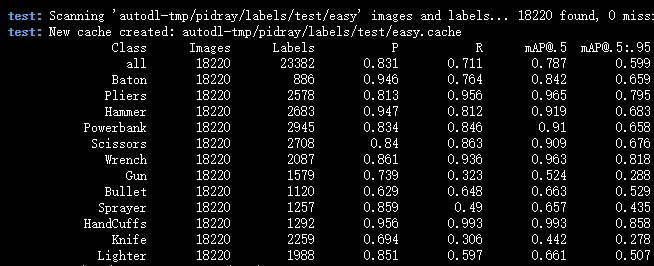 test: Scanning 'autodl-tmp/pidray/labels/test/easy' images and labels... 18220 found, 0 miss
test: New cache created: autodl-tmp/pidray/labels/test/easy.cache
Class Images Labels P R mAP@.5 mAP@.5:.95
all 18220 23382 0.831 0.711 0.787 0.599
Baton 18220 886 0.946 0.764 0.842 0.659
Pliers 18220 2578 0.813 0.956 0.965 0.795
Hammer 18220 2683 0.947 0.812 0.919 0.683
Powerbank 18220 2945 0.834 0.846 0.91 0.658
Scissors 18220 2708 0.84 0.863 0.909 0.676
Wrench 18220 2087 0.861 0.936 0.963 0.818
Gun 18220 1579 0.739 0.323 0.524 0.288
Bullet 18220 1120 0.629 0.648 0.663 0.529
Sprayer 18220 1257 0.859 0.49 0.657 0.435
HandCuffs 18220 1292 0.956 0.993 0.993 0.858
Knife 18220 2259 0.694 0.306 0.442 0.278
Lighter 18220 1988 0.851 0.597 0.661 0.507